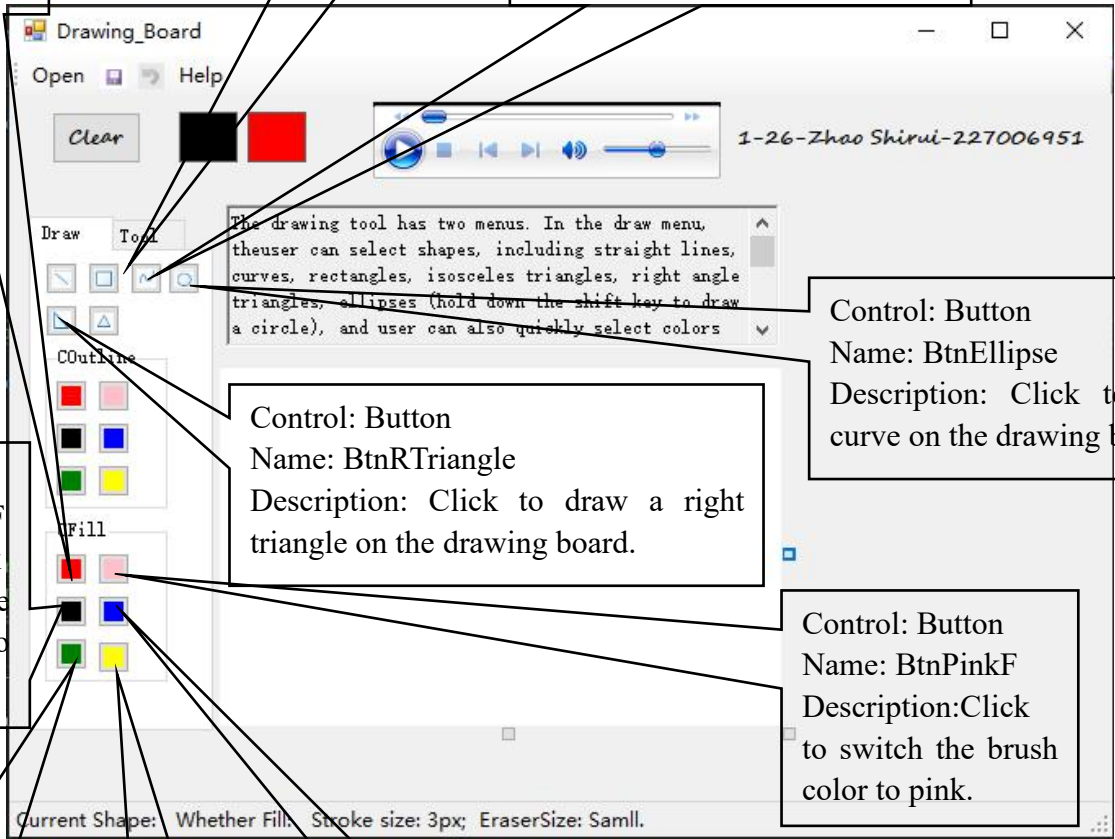 Drawing_Board
Open Help
Clear
1-26-Zhao Shirui-227006951
Draw Tool
The drawing tool has two menus. In the draw menu,
theuser can select shapes, including straight lines,
curves, rectangles, isosceles triangles, right angle
triangles, ellipses (hold down the shift key to draw
a circle), and user can also quickly select colors
COutline
CFill
Control: Button
Name: BtnEllipse
Description: Click
curve on the drawing
Control: Button
Name: BtnRTriangle
Description: Click to draw a right
triangle on the drawing board.
Control: Button
Name: BtnPinkF
Description:Click
to switch the brush
color to pink.
Current Shape: Whether Fill: Stroke size: 3px; EraserSize: Samll.